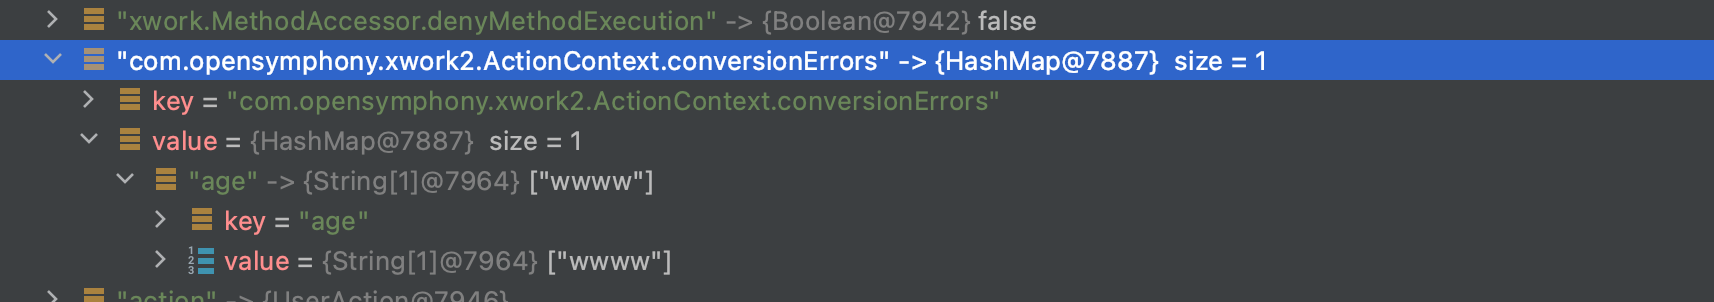 "xwork.MethodAccessor.denyMethodExecution" -> {Boolean@7942} false
"com.opensymphony.xwork2.ActionContext.conversionErrors" -> {HashMap@7887} size = 1
key = "com.opensymphony.xwork2.ActionContext.conversionErrors"
value = {HashMap@7887} size = 1
"age" -> {String[1]@7964} ["wwww"]
key = "age"
value = {String[1]@7964} ["wwww"]
"action" -> {UserAction@7946}